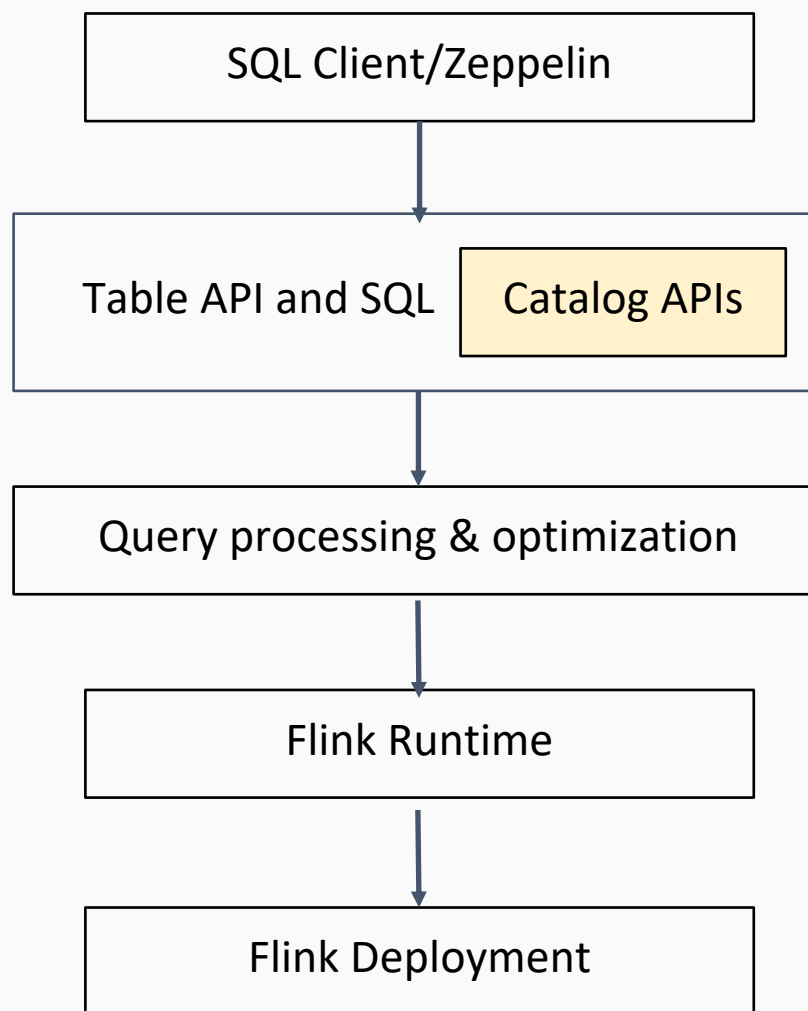 SQL Client/Zeppelin
Table API and SQL
Catalog APIs
Query processing & optimization
Flink Runtime
Flink Deployment